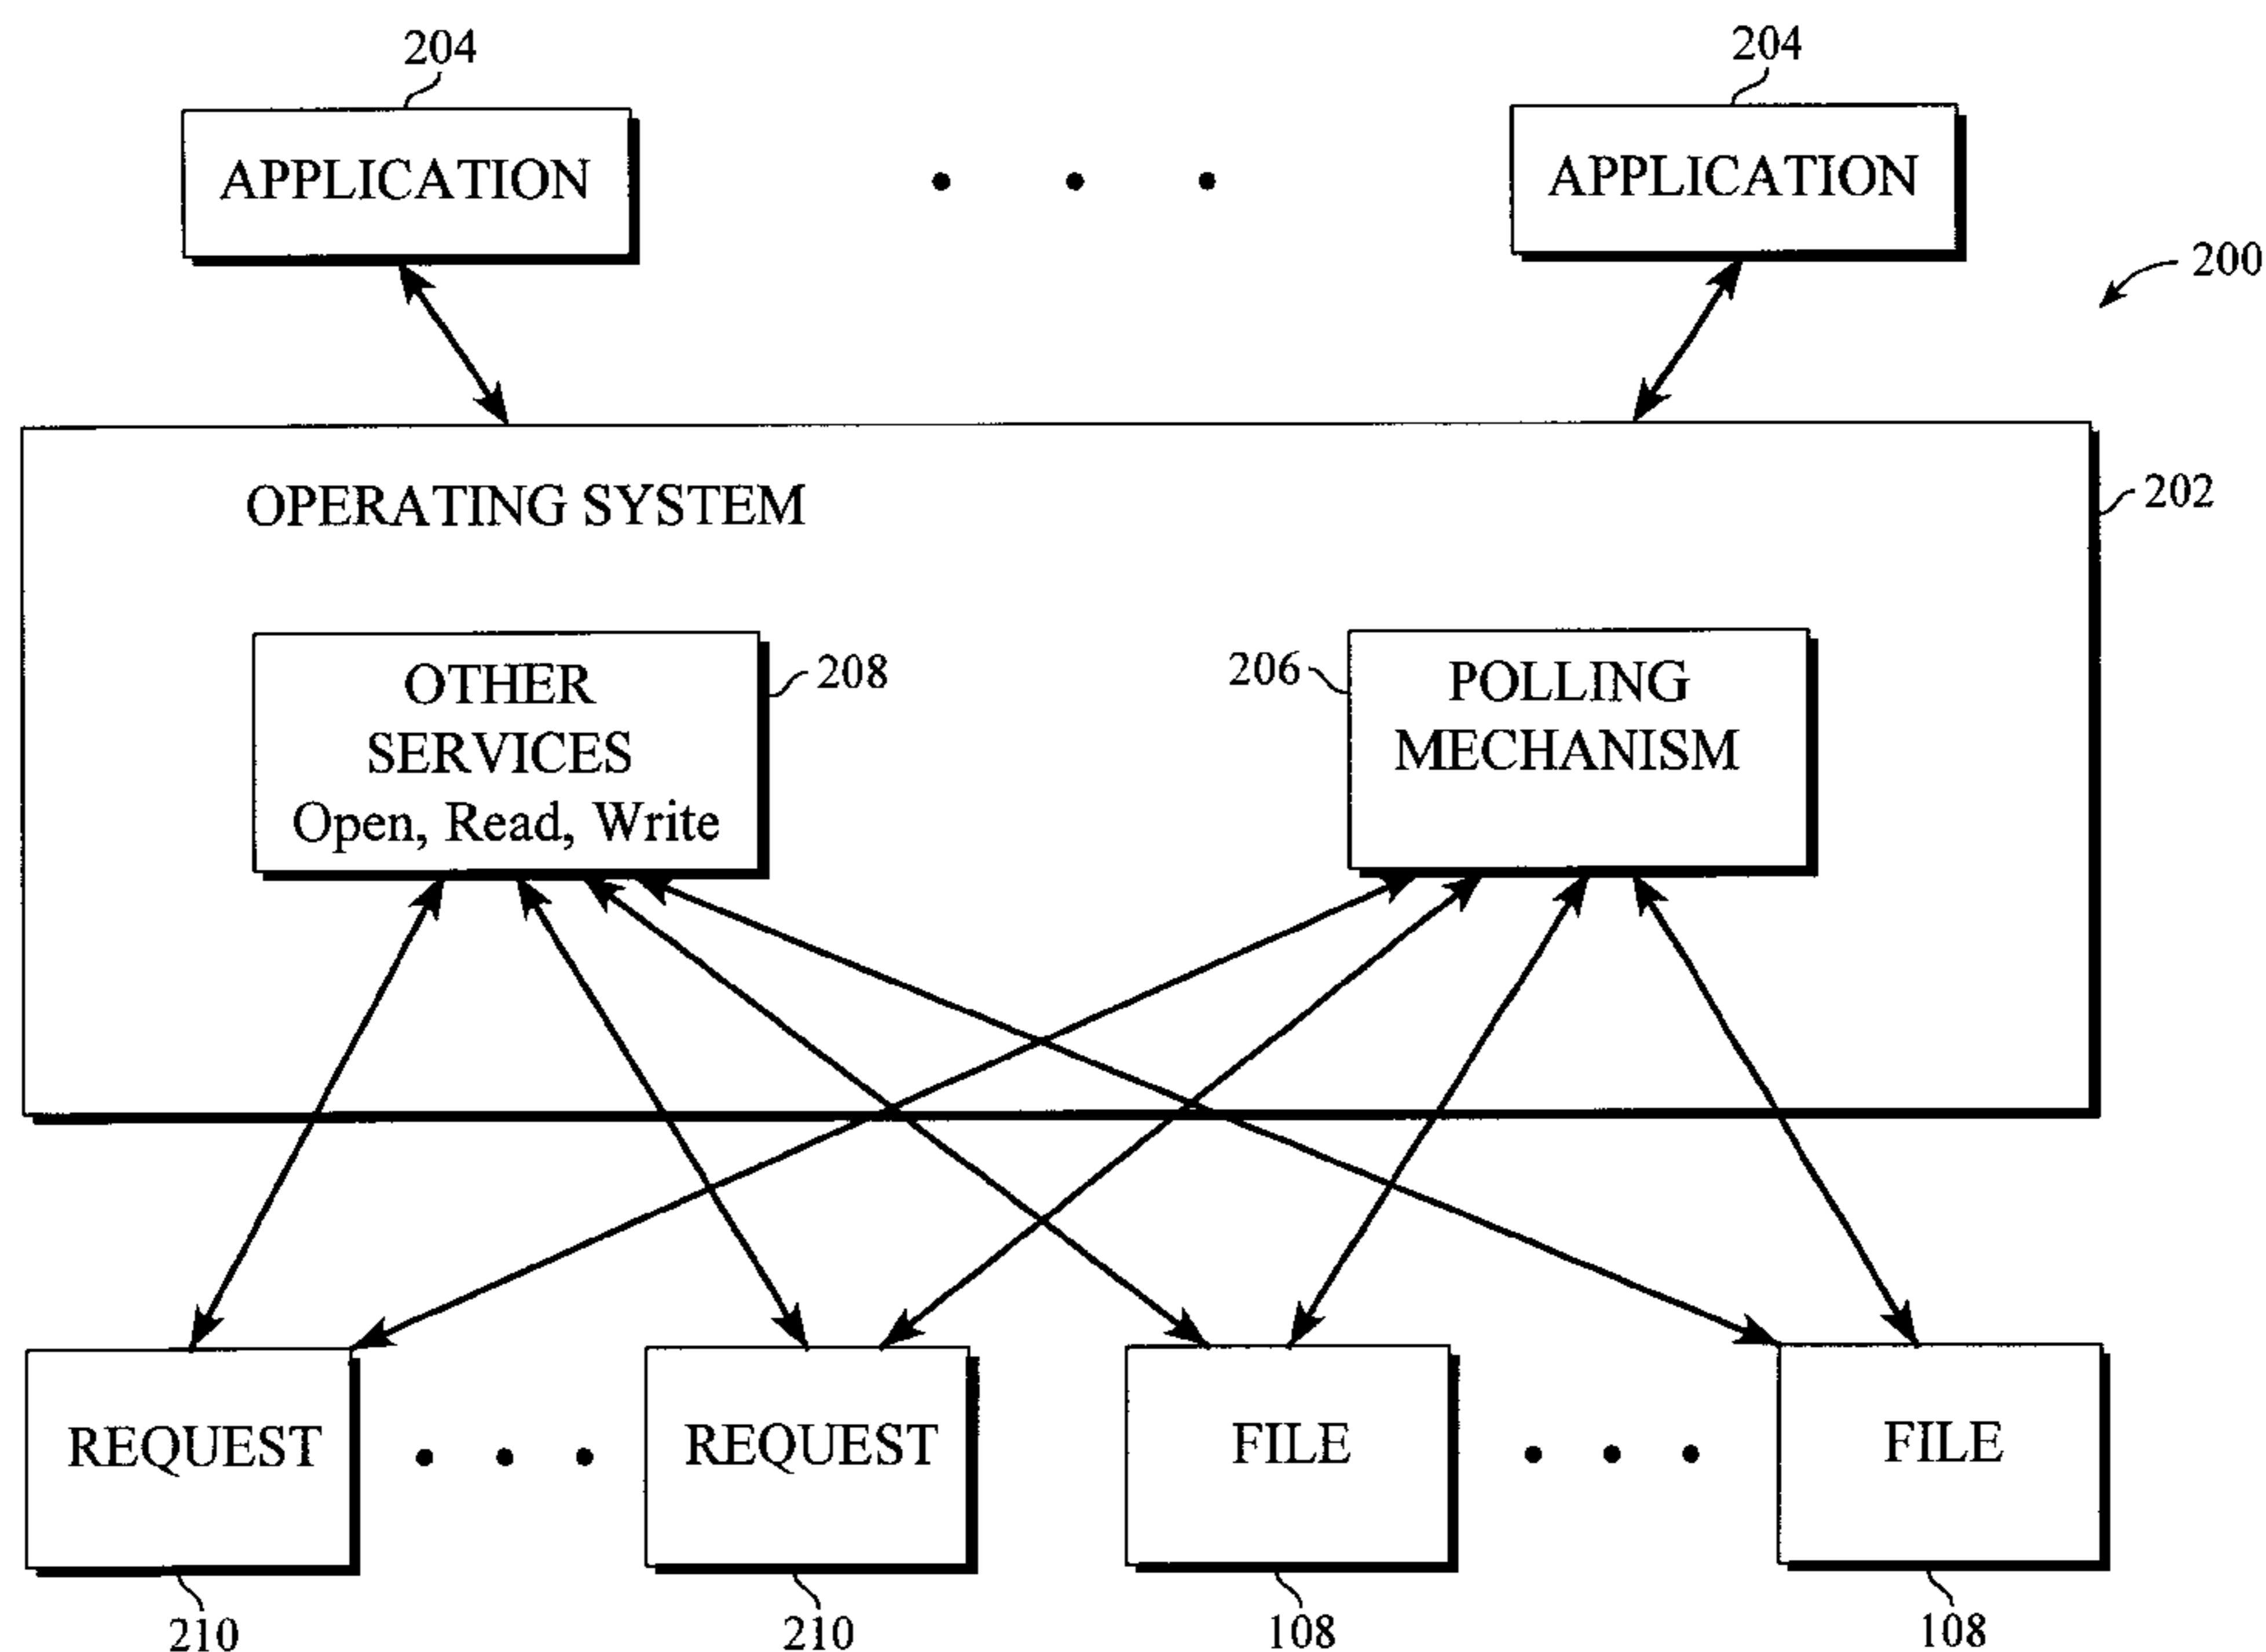 204
204
APPLICATION
APPLICATION
200
OPERATING SYSTEM
202
OTHER
SERVICES
Open, Read, Write
208
206
POLLING
MECHANISM
REQUEST
REQUEST
FILE
FILE
210
210
108
108